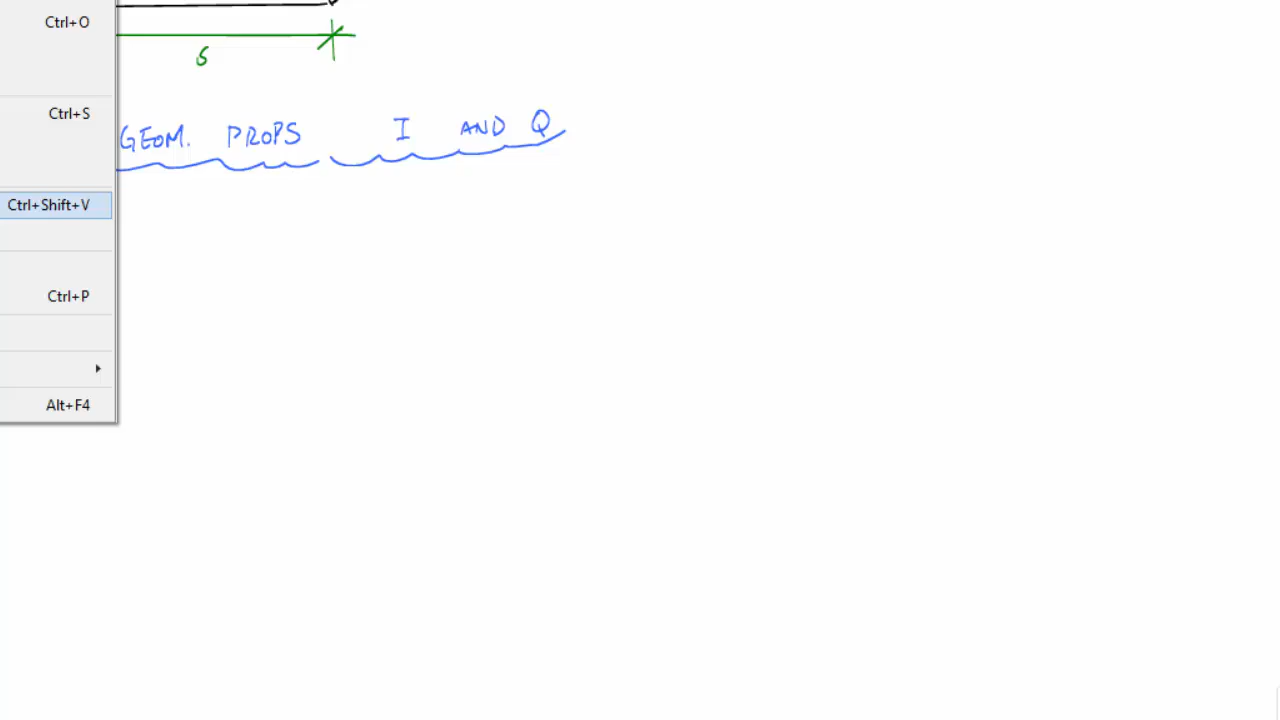 Ctrl+O
6
Ctrl+S
GEOM. PROPS I AND Q
Ctrl+Shift+V
Ctrl+P
Alt+F4